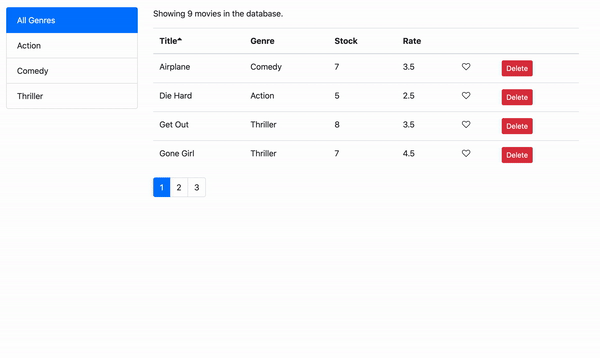 All Genres
Action
Comedy
Thriller
Showing 9 movies in the database.
Title Genre Stock Rate
Airplane Comedy 7 3.5 Delete
Die Hard Action 5 2.5 Delete
Get Out Thriller 8 3.5 Delete
Gone Girl Thriller 7 4.5 Delete
1 2 3